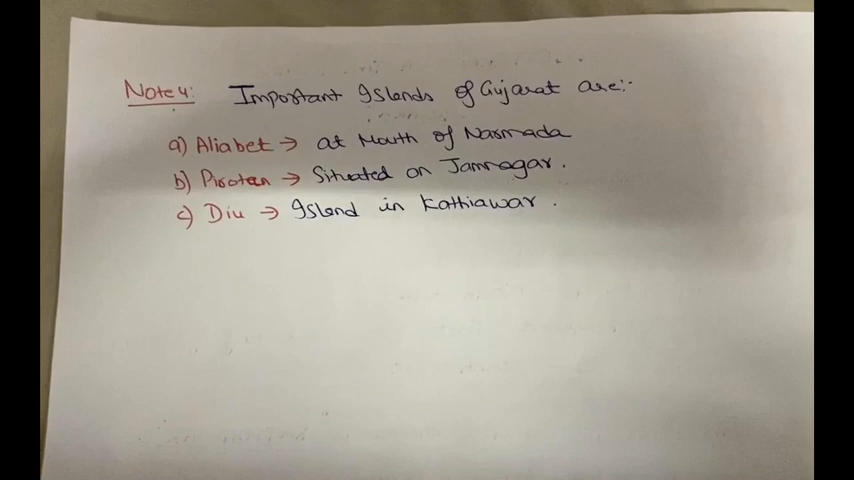 Note 4: Important Islands of Gujarat are:-
a) Aliabet → at Mouth of Narmada
b) Pirotan → Situated on Jamnagar.
c) Diu → Island in Kathiawar.